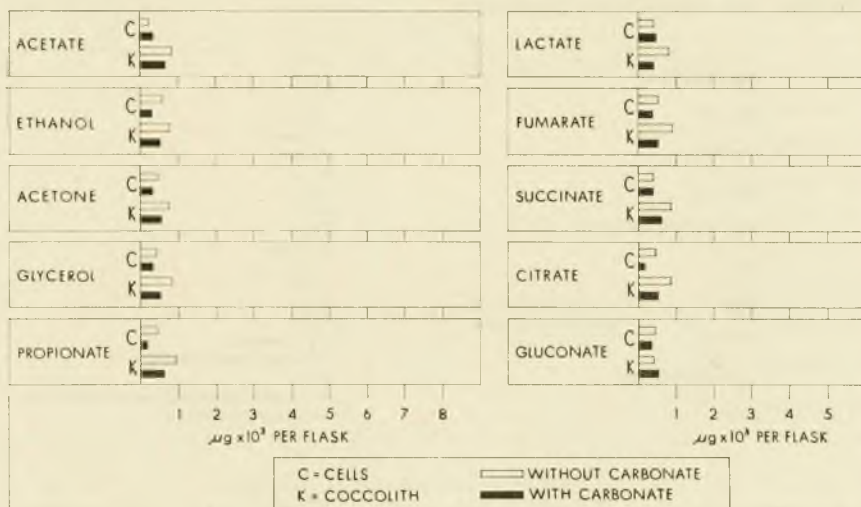 ACETATE C K
ETHANOL C K
ACETONE C K
GLYCEROL C K
PROPIONATE C K
1 2 3 4 5 6 7 8
µg x10³ PER FLASK
LACTATE C K
FUMARATE C K
SUCCINATE C K
CITRATE C K
GLUCONATE C K
1 2 3 4 5
µg x10³ PER FLASK
C = CELLS
K = COCCOLITH
WITHOUT CARBONATE
WITH CARBONATE